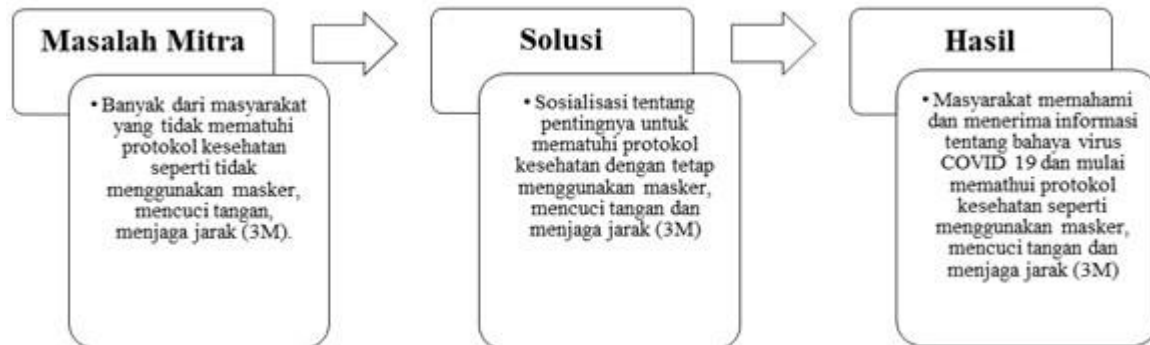 Masalah Mitra
• Banyak dari masyarakat
yang tidak mematuhi
protokol kesehatan
seperti tidak
menggunakan masker,
mencuci tangan,
menjaga jarak (3M).
Solusi
• Sosialisasi tentang
pentingnya untuk
mematuhi protokol
kesehatan dengan tetap
menggunakan masker,
mencuci tangan dan
menjaga jarak (3M)
Hasil
• Masyarakat memahami
dan menerima informasi
tentang bahaya virus
COVID 19 dan mulai
memathui protokol
kesehatan seperti
menggunakan masker,
mencuci tangan dan
menjaga jarak (3M)